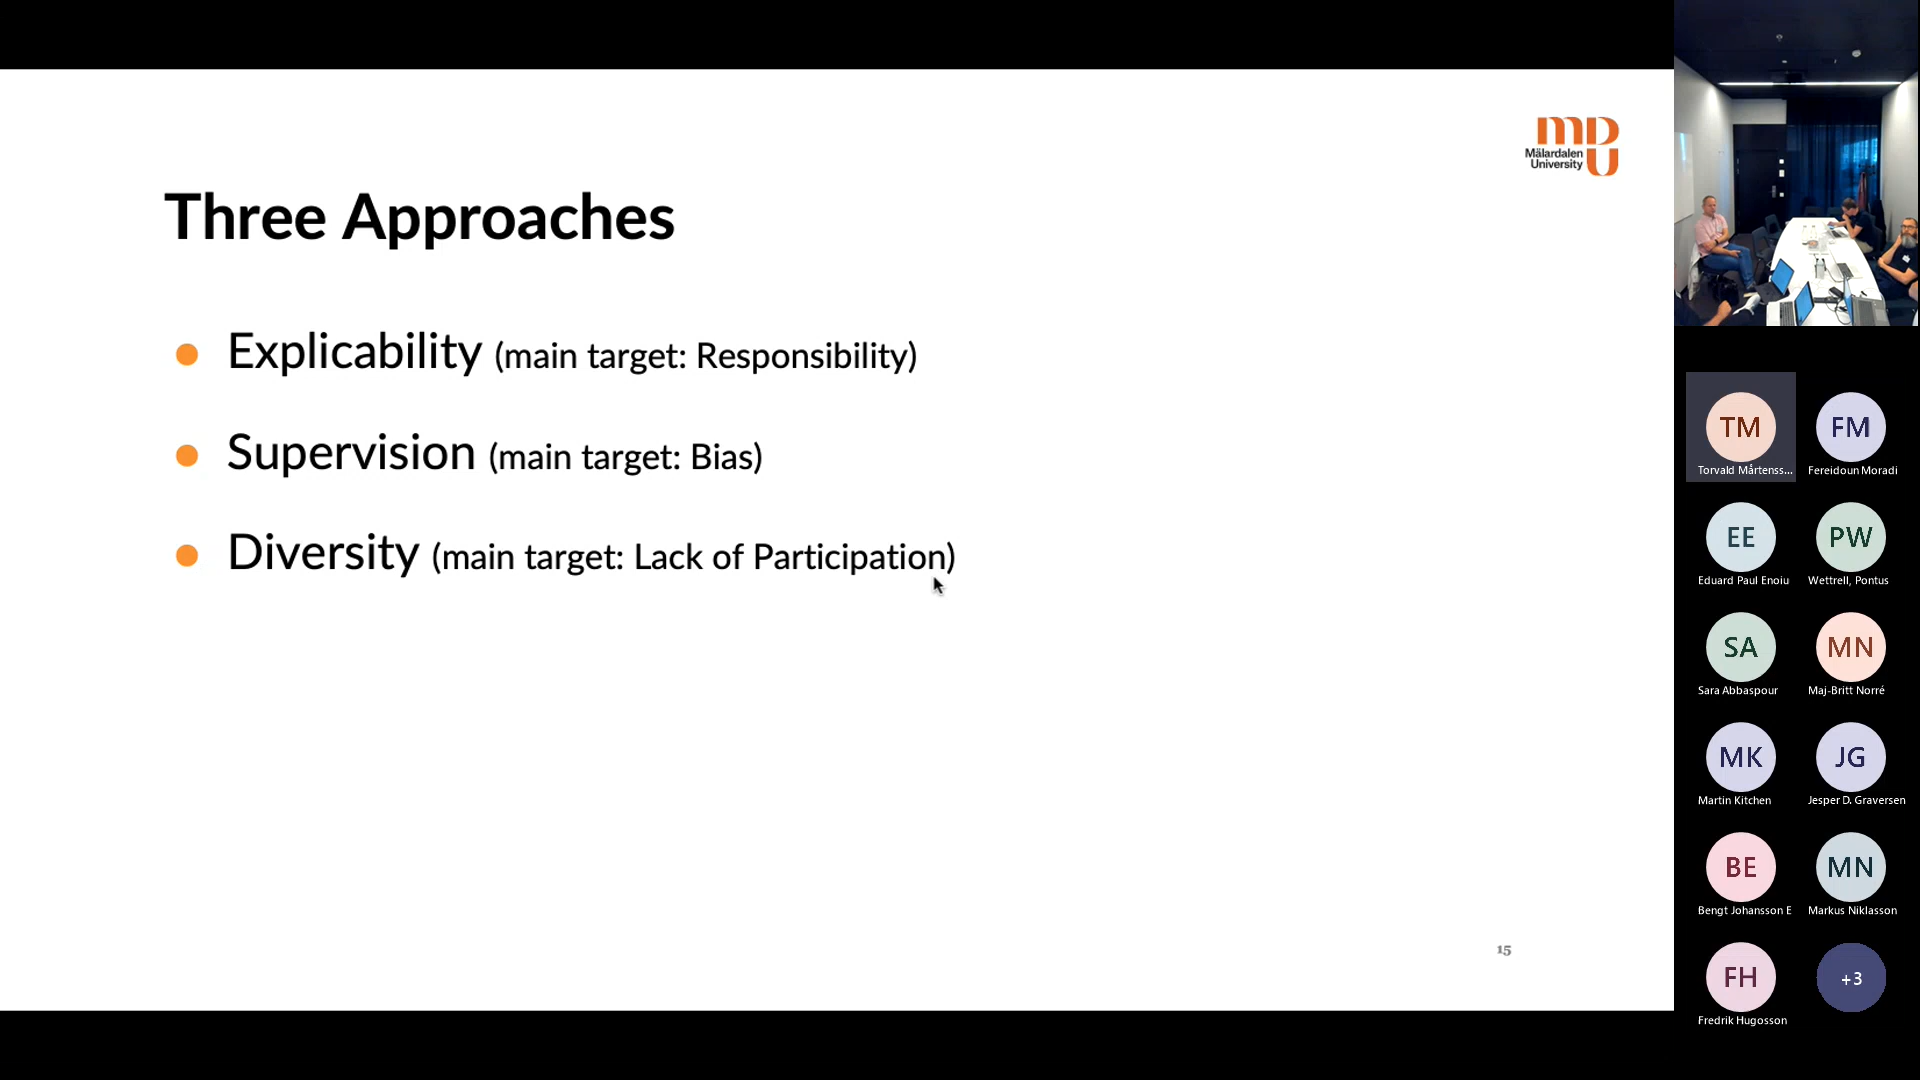 mDU
Mälardalen
University
Three Approaches
Explicability (main target: Responsibility)
Supervision (main target: Bias)
Diversity (main target: Lack of Participation)
15
TM
Torvald Mårtenss...
FM
Fereidoun Moradi
EE
Eduard Paul Enoiu
PW
Wettrell, Pontus
SA
Sara Abbaspour
MN
Maj-Britt Norré
MK
Martin Kitchen
JG
Jesper D. Graversen
BE
Bengt Johansson E
MN
Markus Niklasson
FH
Fredrik Hugosson
+3